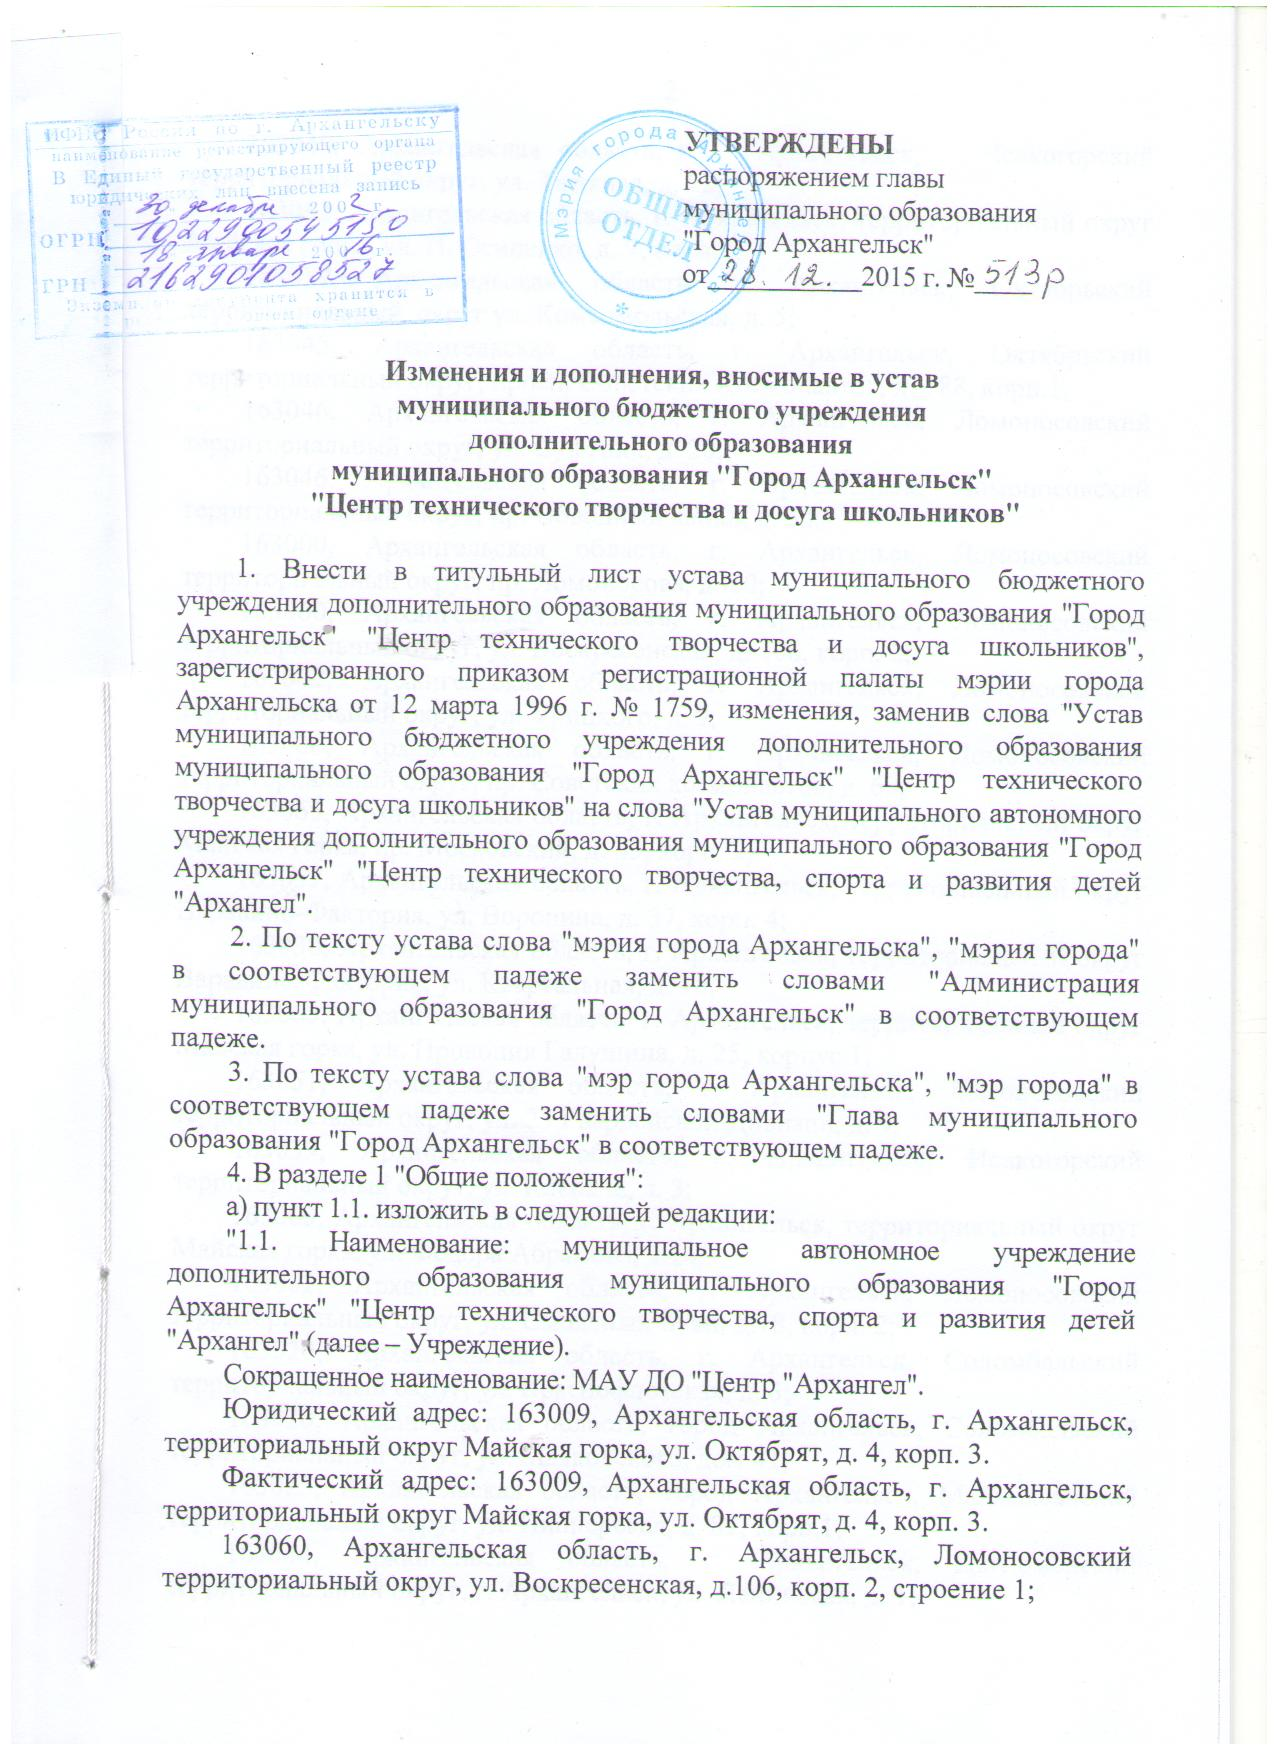 ИФНС России по г. Архангельску
наименование регистрирующего органа
В Единый государственный реестр
юридических лиц внесена запись
30 декабря 2002 г.
ОГРН 1022900545150
18 января 2016 г.
ГРН 2162901058527
Экземпляр документа хранится в
органе
Мэрия города Архангельска
ОБЩИЙ
ОТДЕЛ
УТВЕРЖДЕНЫ
распоряжением главы
муниципального образования
"Город Архангельск"
от 28. 12. 2015 г. № 513р
Изменения и дополнения, вносимые в устав
муниципального бюджетного учреждения
дополнительного образования
муниципального образования "Город Архангельск"
"Центр технического творчества и досуга школьников"
1. Внести в титульный лист устава муниципального бюджетного
учреждения дополнительного образования муниципального образования "Город
Архангельск" "Центр технического творчества и досуга школьников",
зарегистрированного приказом регистрационной палаты мэрии города
Архангельска от 12 марта 1996 г. № 1759, изменения, заменив слова "Устав
муниципального бюджетного учреждения дополнительного образования
муниципального образования "Город Архангельск" "Центр технического
творчества и досуга школьников" на слова "Устав муниципального автономного
учреждения дополнительного образования муниципального образования "Город
Архангельск" "Центр технического творчества, спорта и развития детей
"Архангел".
2. По тексту устава слова "мэрия города Архангельска", "мэрия города"
в соответствующем падеже заменить словами "Администрация
муниципального образования "Город Архангельск" в соответствующем
падеже.
3. По тексту устава слова "мэр города Архангельска", "мэр города" в
соответствующем падеже заменить словами "Глава муниципального
образования "Город Архангельск" в соответствующем падеже.
4. В разделе 1 "Общие положения":
а) пункт 1.1. изложить в следующей редакции:
"1.1. Наименование: муниципальное автономное учреждение
дополнительного образования муниципального образования "Город
Архангельск" "Центр технического творчества, спорта и развития детей
"Архангел" (далее – Учреждение).
Сокращенное наименование: МАУ ДО "Центр "Архангел".
Юридический адрес: 163009, Архангельская область, г. Архангельск,
территориальный округ Майская горка, ул. Октябрят, д. 4, корп. 3.
Фактический адрес: 163009, Архангельская область, г. Архангельск,
территориальный округ Майская горка, ул. Октябрят, д. 4, корп. 3.
163060, Архангельская область, г. Архангельск, Ломоносовский
территориальный округ, ул. Воскресенская, д.106, корп. 2, строение 1;